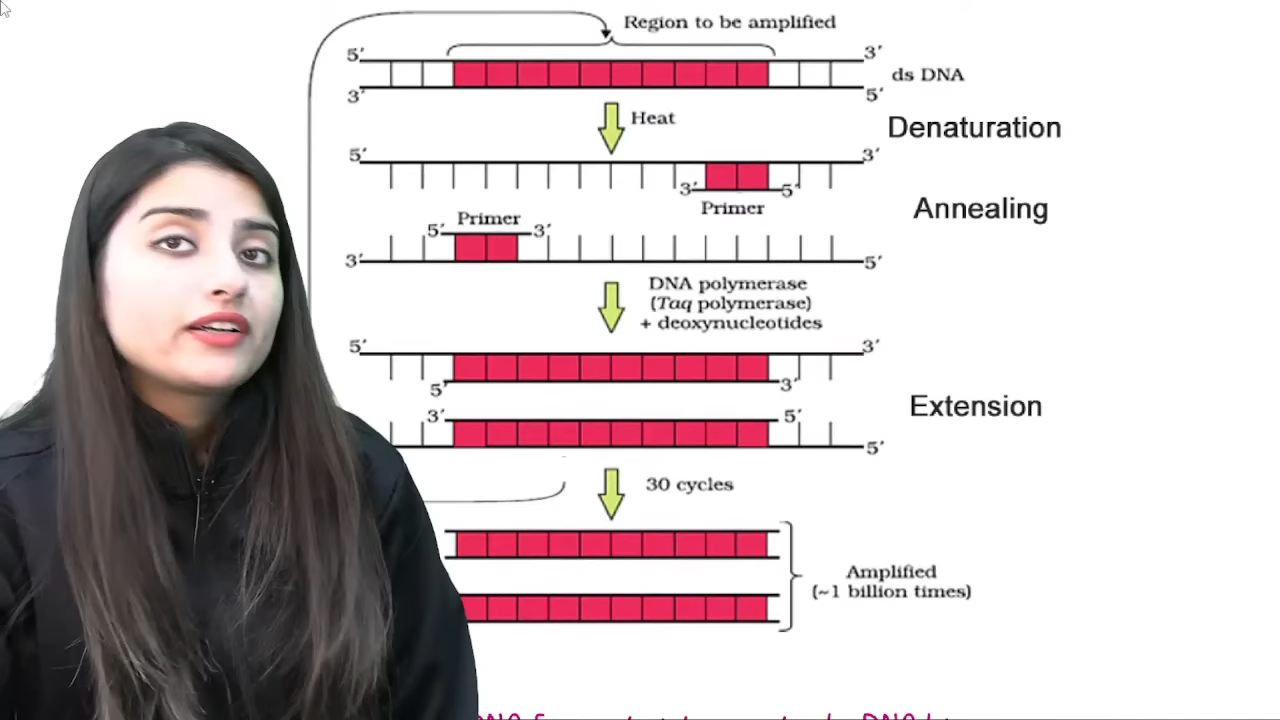 Region to be amplified
5′ 3′
ds DNA
3′ 5′
Heat
Denaturation
5′ 3′
3′ 5′
Primer
Annealing
Primer
5′ 3′
3′ 5′
DNA polymerase
(Taq polymerase)
+ deoxynucleotides
5′ 3′
5′ 3′
Extension
3′ 5′
5′
30 cycles
Amplified
(~1 billion times)